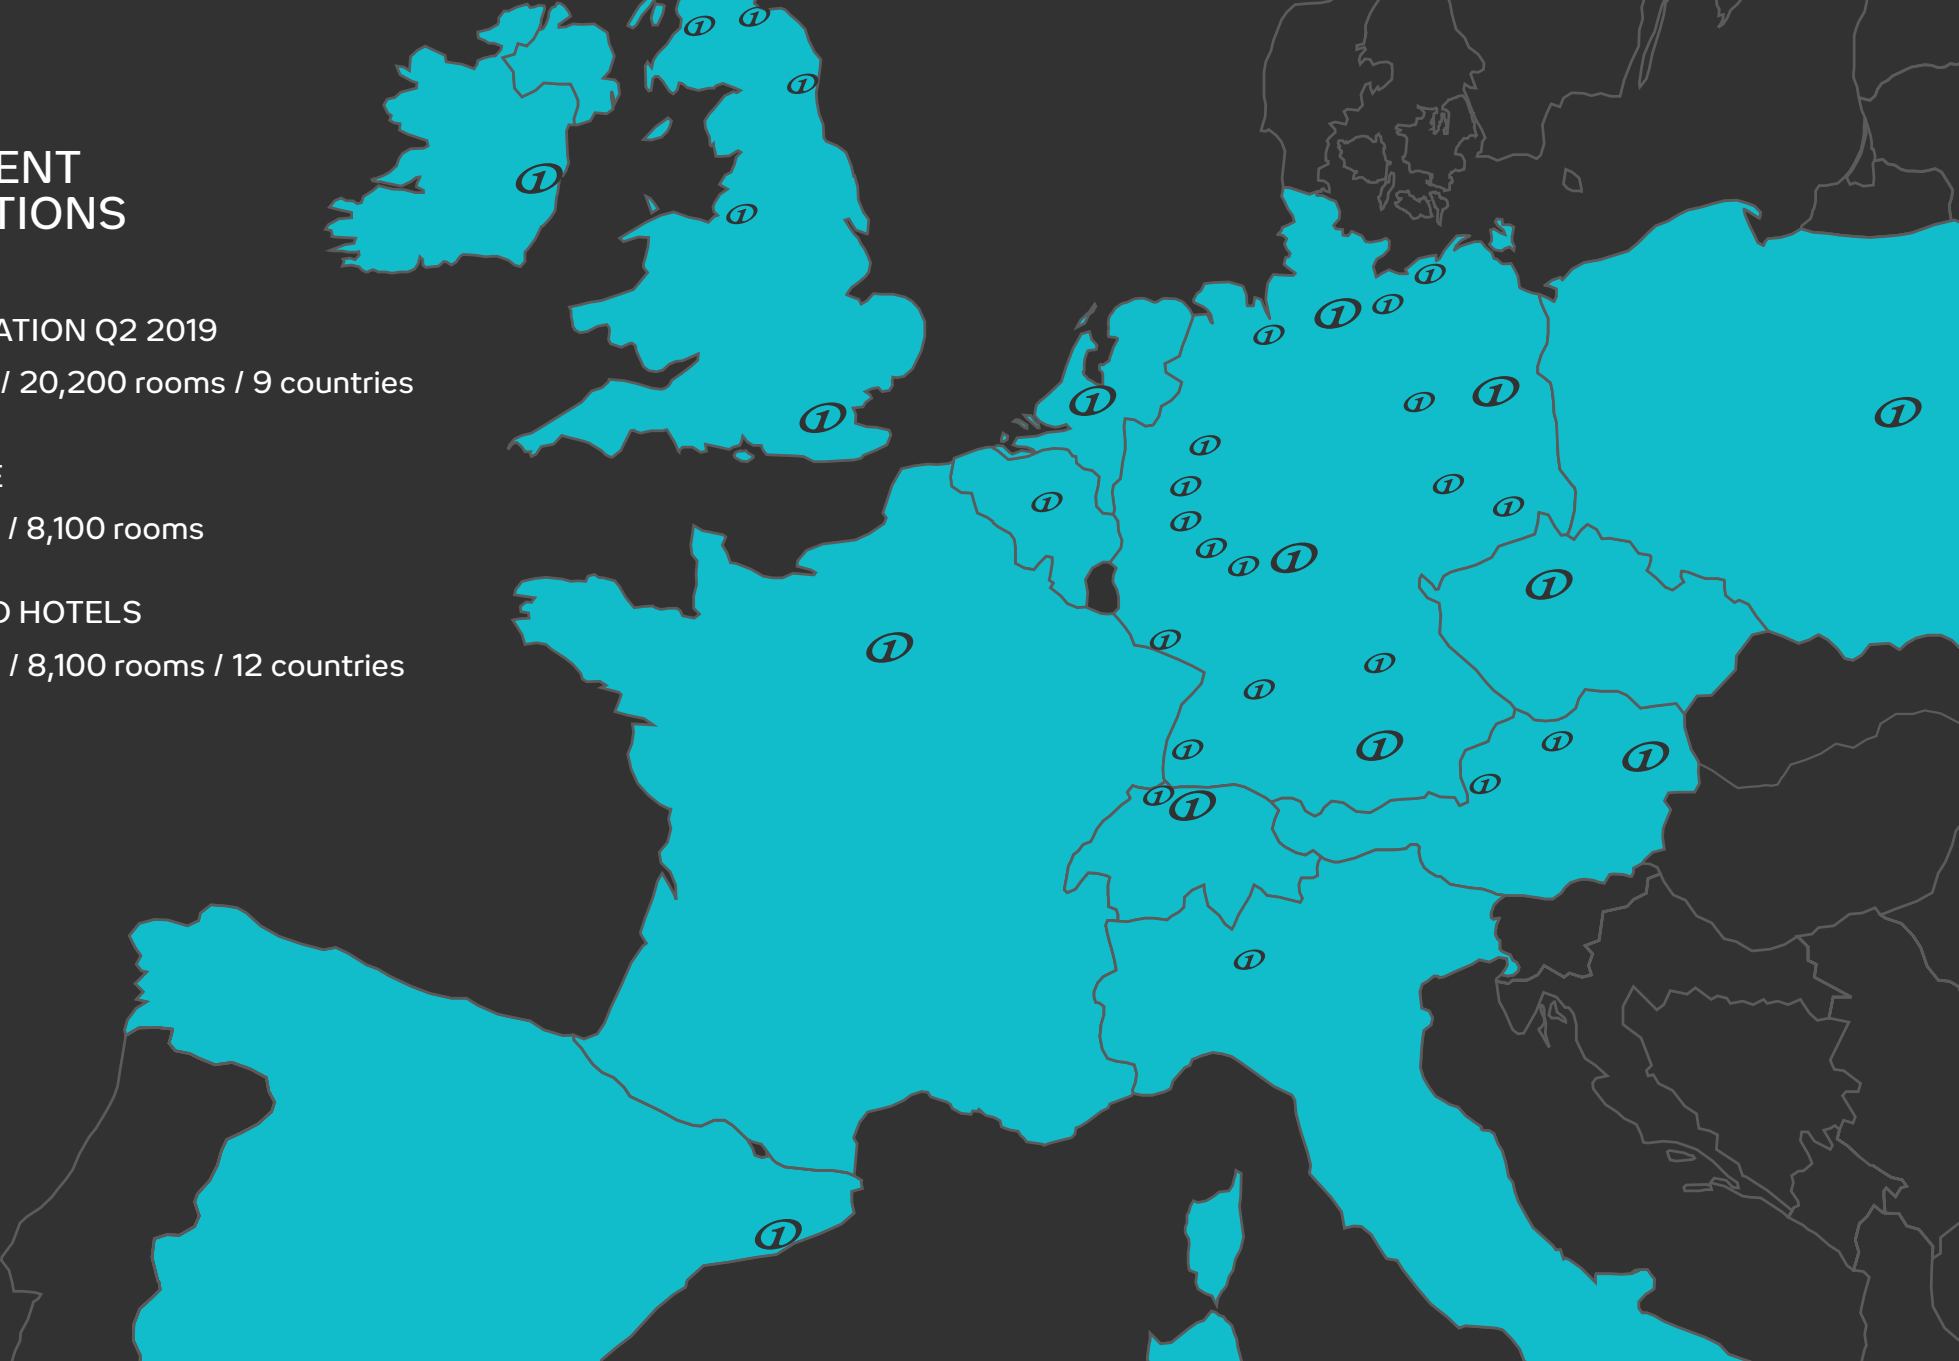 ENT
TIONS
ATION Q2 2019
/ 20,200 rooms / 9 countries
E
/ 8,100 rooms
D HOTELS
/ 8,100 rooms / 12 countries